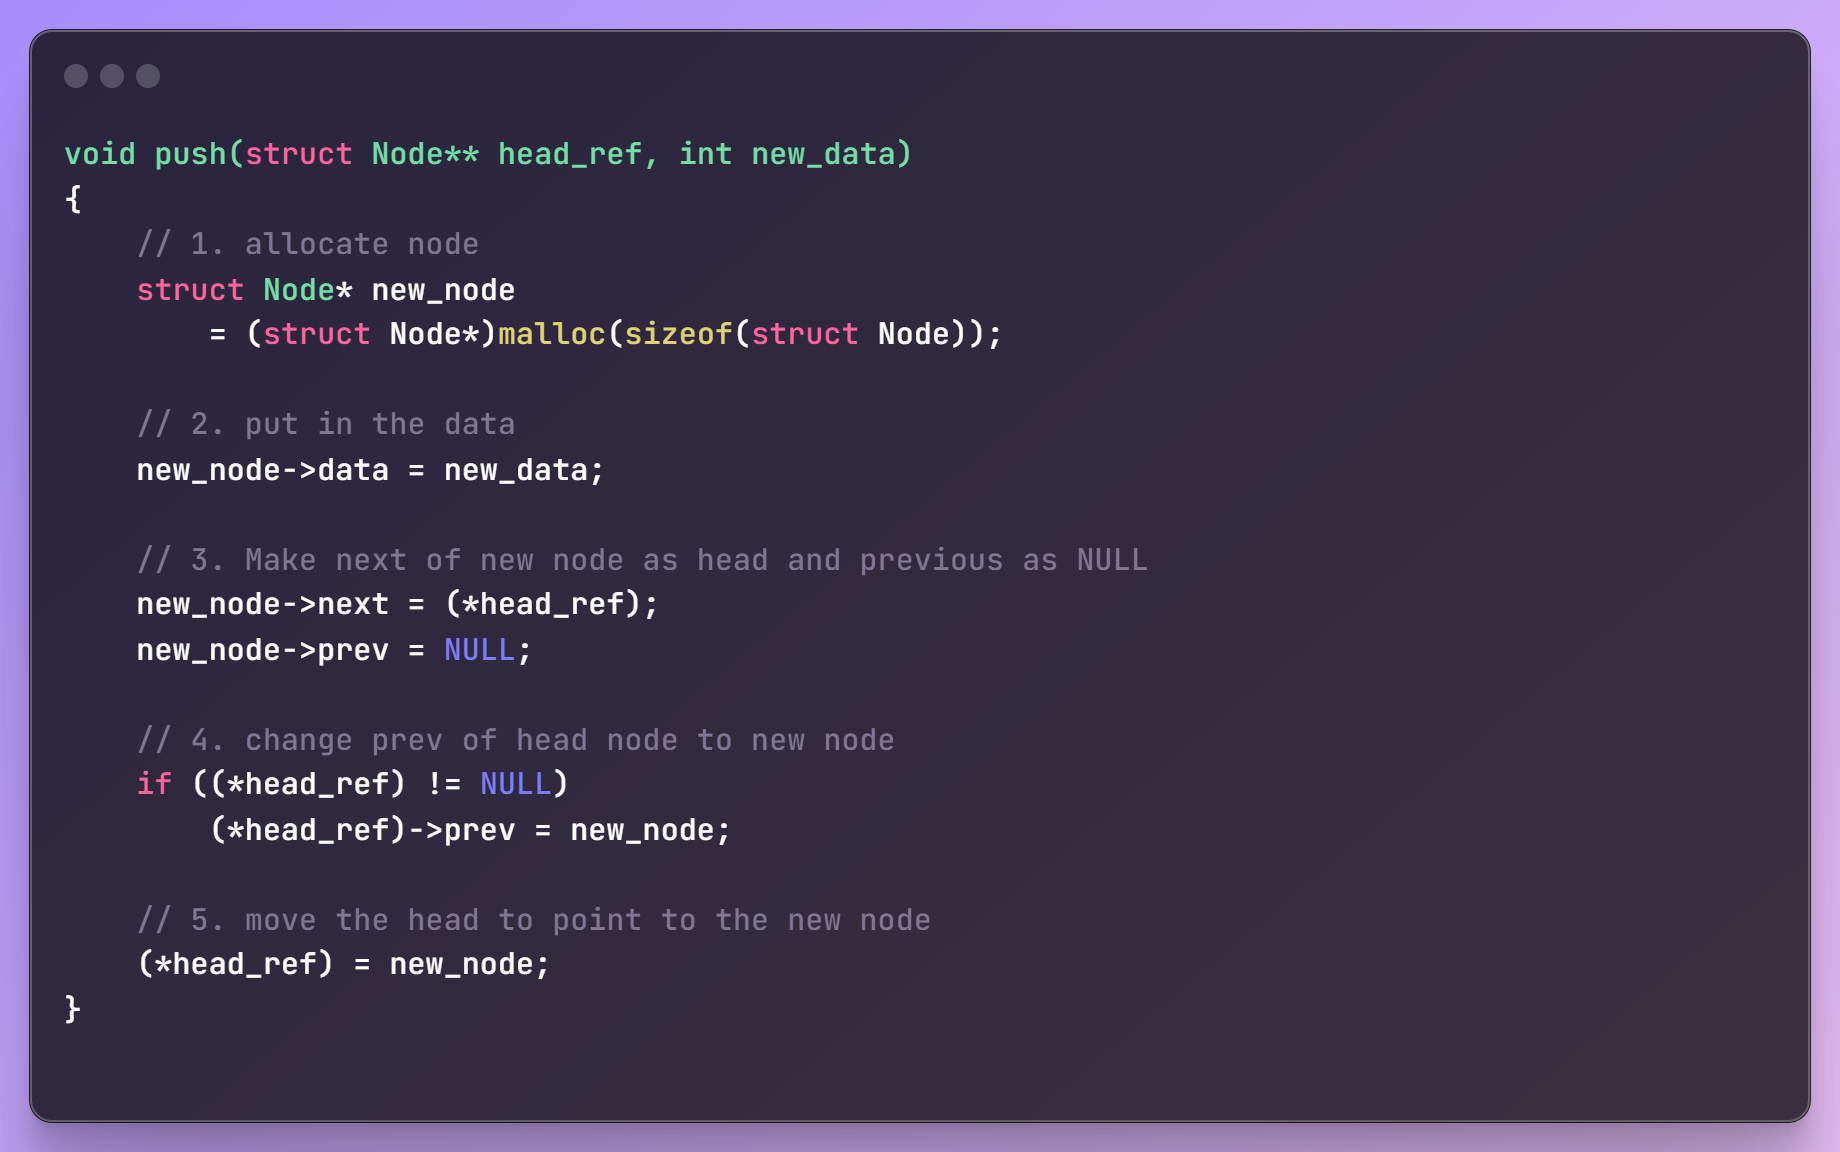 void push(struct Node** head_ref, int new_data)
{
    // 1. allocate node
    struct Node* new_node
        = (struct Node*)malloc(sizeof(struct Node));

    // 2. put in the data
    new_node->data = new_data;

    // 3. Make next of new node as head and previous as NULL
    new_node->next = (*head_ref);
    new_node->prev = NULL;

    // 4. change prev of head node to new node
    if ((*head_ref) != NULL)
        (*head_ref)->prev = new_node;

    // 5. move the head to point to the new node
    (*head_ref) = new_node;
}